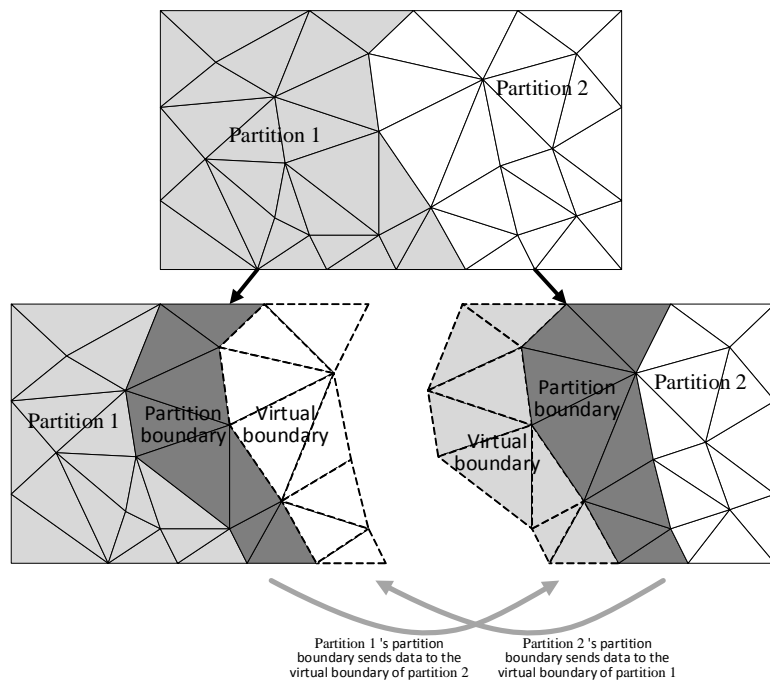 Partition 2
Partition 1
Partition 1
Partition
boundary
Virtual
boundary
Virtual
boundary
Partition
boundary
Partition 2
Partition 1 's partition
boundary sends data to the
virtual boundary of partition 2
Partition 2 's partition
boundary sends data to the
virtual boundary of partition 1